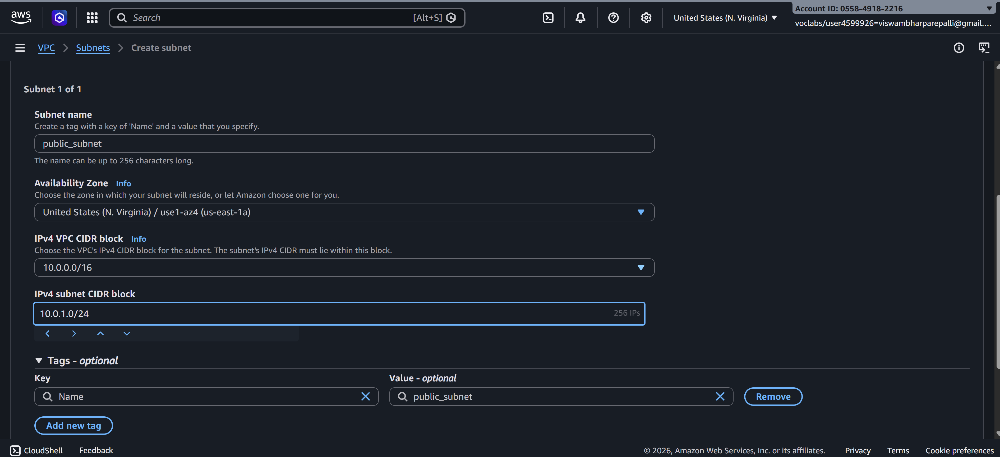 aws
Search [Alt+S]
United States (N. Virginia)
Account ID: 0558-4918-2216
voclabs/user4599926=viswambharparepalli@gmail....
VPC > Subnets > Create subnet
Subnet 1 of 1
Subnet name
Create a tag with a key of 'Name' and a value that you specify.
public_subnet
The name can be up to 256 characters long.
Availability Zone Info
Choose the zone in which your subnet will reside, or let Amazon choose one for you.
United States (N. Virginia) / use1-az4 (us-east-1a)
IPv4 VPC CIDR block Info
Choose the VPC's IPv4 CIDR block for the subnet. The subnet's IPv4 CIDR must lie within this block.
10.0.0.0/16
IPv4 subnet CIDR block
10.0.1.0/24 256 IPs
Tags - optional
Key Value - optional
Name public_subnet Remove
Add new tag
CloudShell Feedback © 2026, Amazon Web Services, Inc. or its affiliates. Privacy Terms Cookie preferences